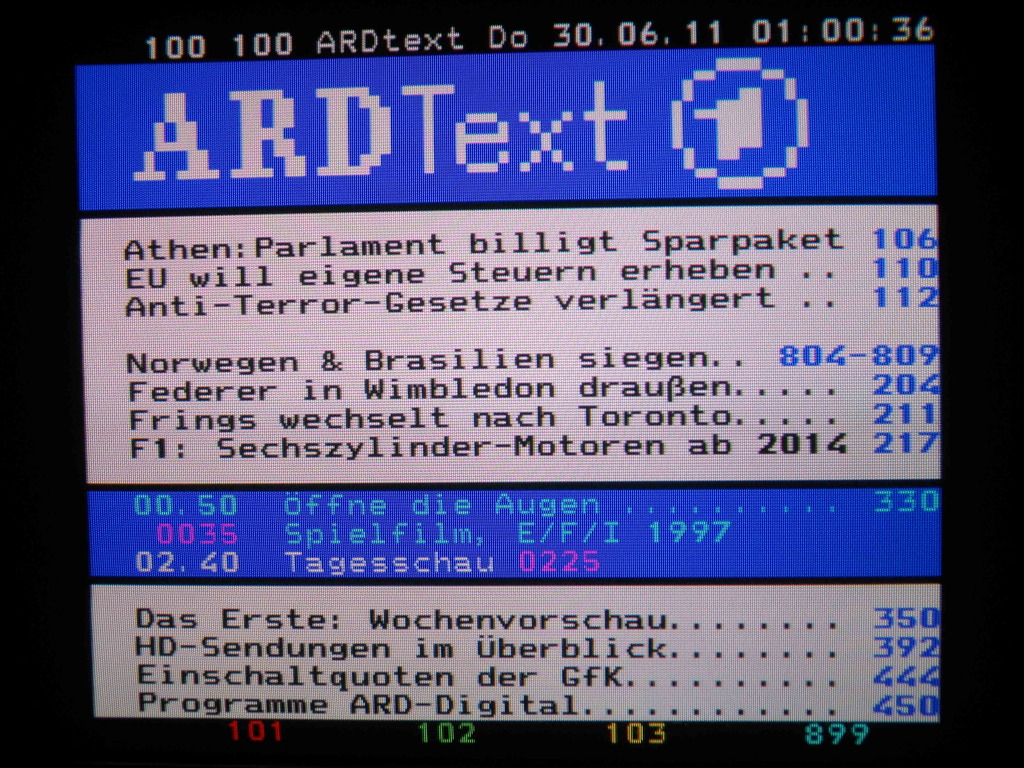 100 100 ARDtext Do 30.06.11 01:00:36
ARDText 1
Athen:Parlament billigt Sparpaket 106
EU will eigene Steuern erheben .. 110
Anti-Terror-Gesetze verlängert .. 112
Norwegen & Brasilien siegen.. 804-809
Federer in Wimbledon draußen..... 204
Frings wechselt nach Toronto..... 211
F1: Sechszylinder-Motoren ab 2014 217
00.50 Öffne die Augen .......... 330
0035 Spielfilm, E/F/I 1997
02.40 Tagesschau 0225
Das Erste: Wochenvorschau........ 350
HD-Sendungen im Überblick........ 392
Einschaltquoten der GfK.......... 444
Programme ARD-Digital............ 450
101 102 103 899